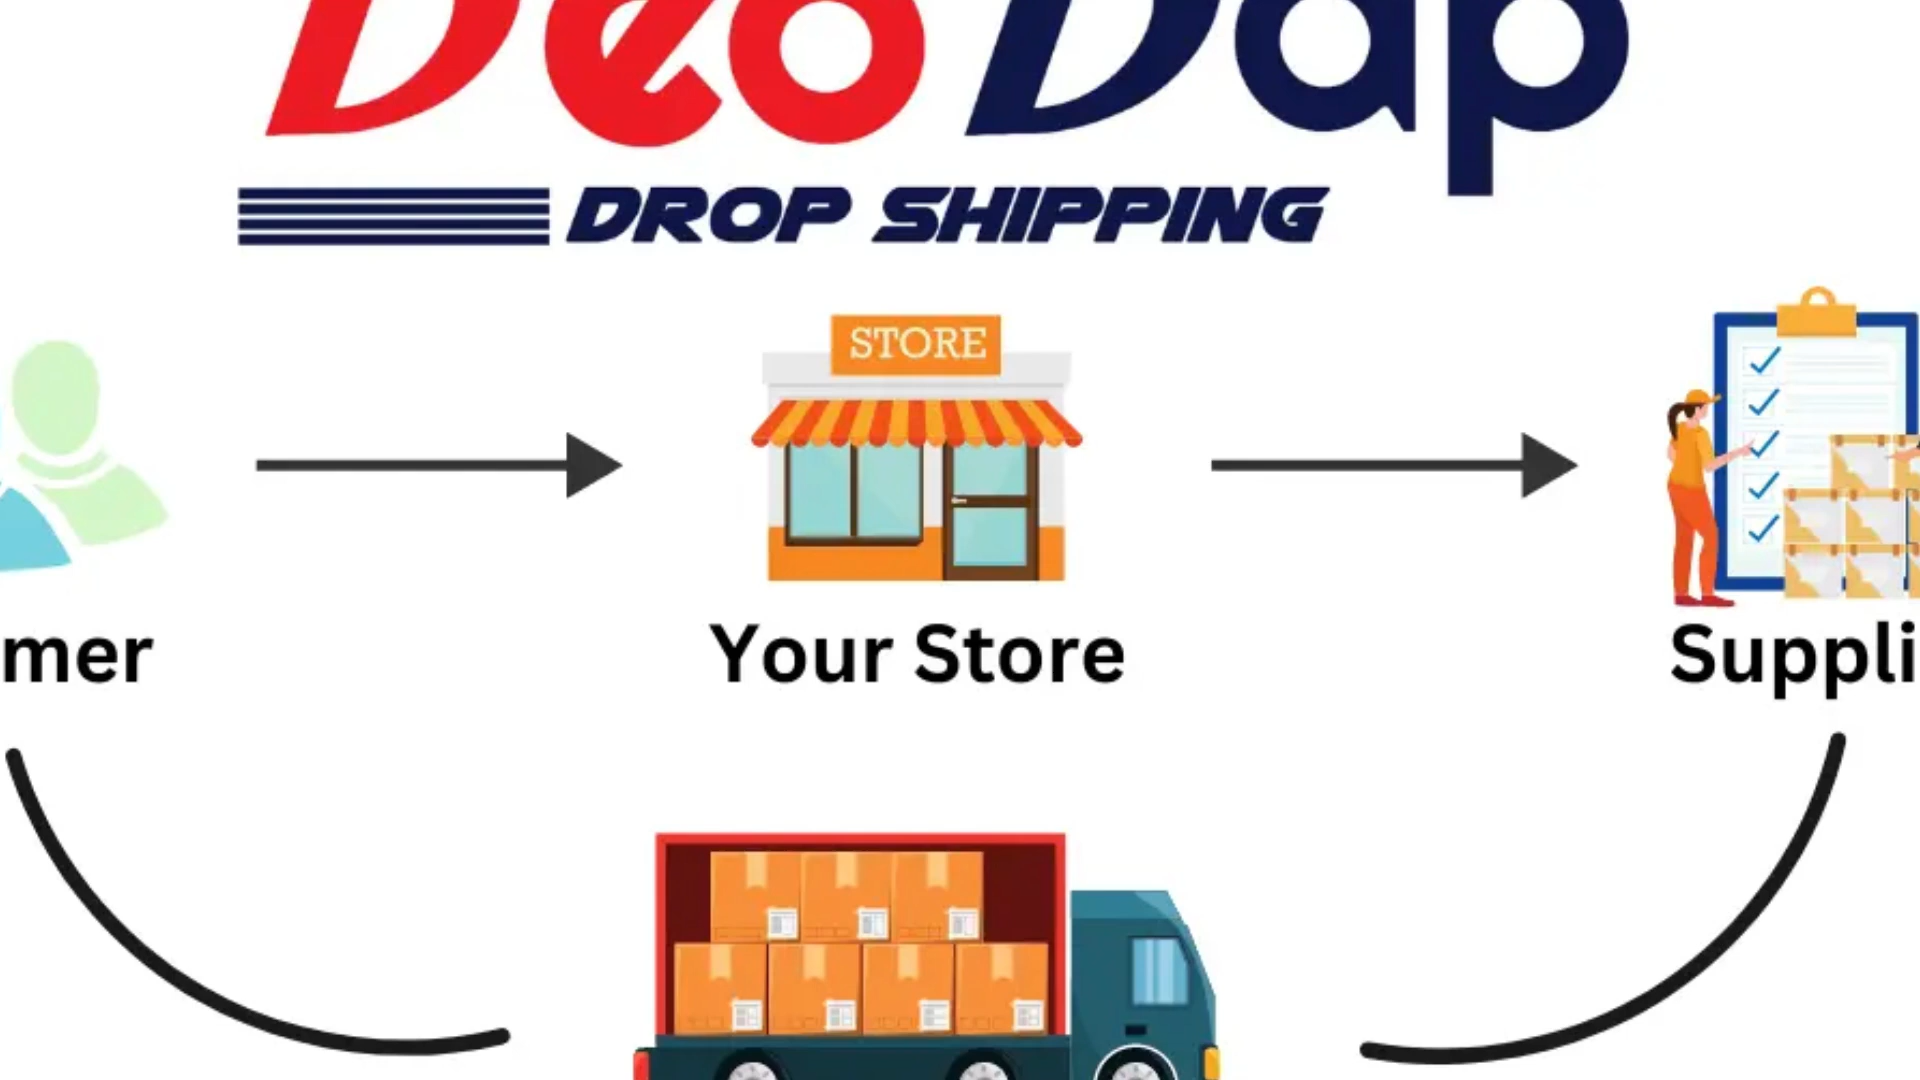 DeoDap
DROP SHIPPING
STORE
mer
Your Store
Suppli